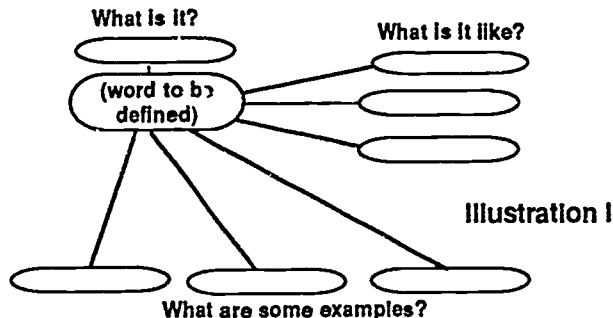 What is it?
What is it like?
(word to be
defined)
Illustration I
What are some examples?